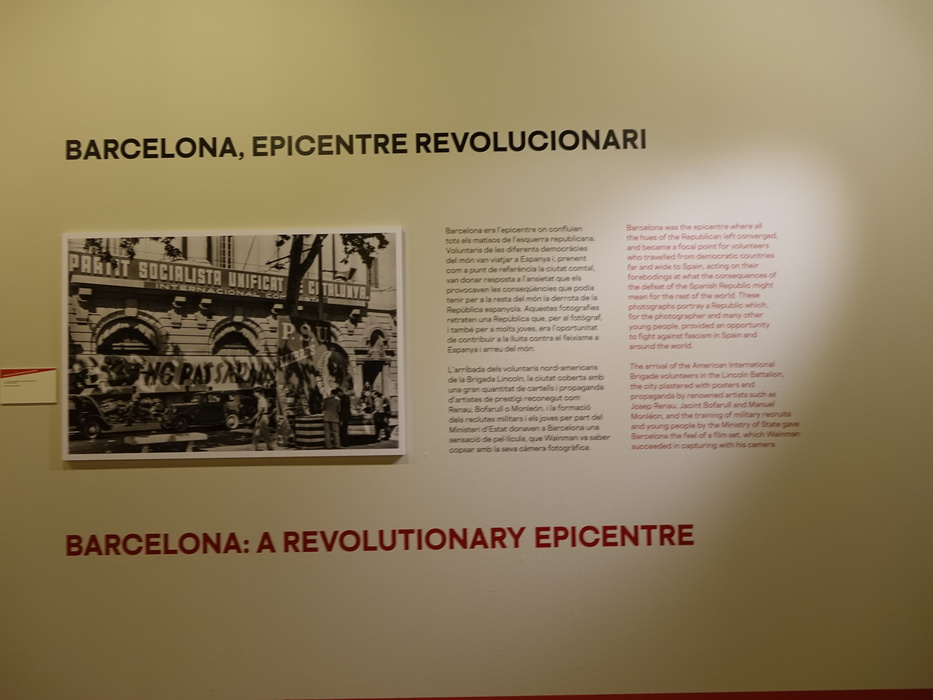 BARCELONA, EPICENTRE REVOLUCIONARI
PARTIT SOCIALISTA UNIFICAT DE CATALUNYA.
INTERNACIONAL
P.S.U.
NO PASSARAN
Barcelona era l'epicentre on confluïen
tots els matisos de l'esquerra republicana.
Voluntaris de les diferents democràcies
del món van viatjar a Espanya i, prenent
com a punt de referència la ciutat comtal,
van donar resposta a l'ansietat que els
provocaven les conseqüències que podia
tenir per a la resta del món la derrota de la
República espanyola. Aquestes fotografies
retraten una República que, per al fotògraf,
i també per a molts joves, era l'oportunitat
de contribuir a la lluita contra el feixisme a
Espanya i arreu del món.
L'arribada dels voluntaris nord-americans
de la Brigada Lincoln, la ciutat coberta amb
una gran quantitat de cartells i propaganda
d'artistes de prestigi reconegut com
Renau, Bofarull o Monleón, i la formació
dels reclutes militars i els joves per part del
Ministeri d'Estat donaven a Barcelona una
sensació de pel·lícula, que Wainman va saber
copsar amb la seva càmera fotogràfica.
Barcelona was the epicentre where all
the hues of the Republican left converged,
and became a focal point for volunteers
who travelled from democratic countries
far and wide to Spain, acting on their
forebodings at what the consequences of
the defeat of the Spanish Republic might
mean for the rest of the world. These
photographs portray a Republic which,
for the photographer and many other
young people, provided an opportunity
to fight against fascism in Spain and
around the world.
The arrival of the American International
Brigade volunteers in the Lincoln Battalion,
the city plastered with posters and
propaganda by renowned artists such as
Josep Renau, Jacint Bofarull and Manuel
Monleón, and the training of military recruits
and young people by the Ministry of State gave
Barcelona the feel of a film set, which Wainman
succeeded in capturing with his camera.
BARCELONA: A REVOLUTIONARY EPICENTRE